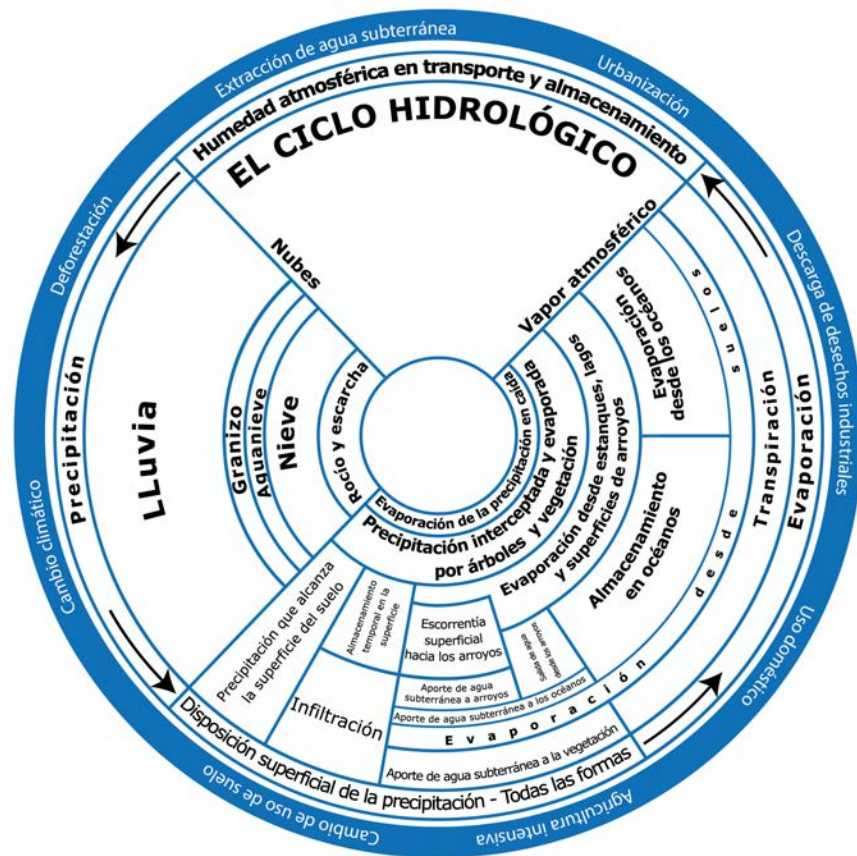 Extracción de agua subterránea
Urbanización
Descarga de desechos industriales
Uso doméstico
Agricultura intensiva
Cambio de uso de suelo
Cambio climático
Deforestación
Humedad atmosférica en transporte y almacenamiento
EL CICLO HIDROLÓGICO
Nubes
Vapor atmosférico
Precipitación
LLuvia
Granizo
Aquanieve
Nieve
Rocío y escarcha
Evaporación de la precipitación en caída
Precipitación interceptada y evaporada
por árboles y vegetación
Evaporación desde estanques, lagos
y superficies de arroyos
Evaporación
desde los océanos
Almacenamiento
en océanos
Evaporación desde suelos
Transpiración
Evaporación
Precipitación que alcanza
la superficie del suelo
Almacenamiento
temporal en la
superficie
Escorrentía
superficial
hacia los arroyos
Salida de agua
desde los arroyos
Infiltración
Aporte de agua
subterránea a arroyos
Aporte de agua subterránea a los océanos
Aporte de agua subterránea a la vegetación
Disposición superficial de la precipitación - Todas las formas